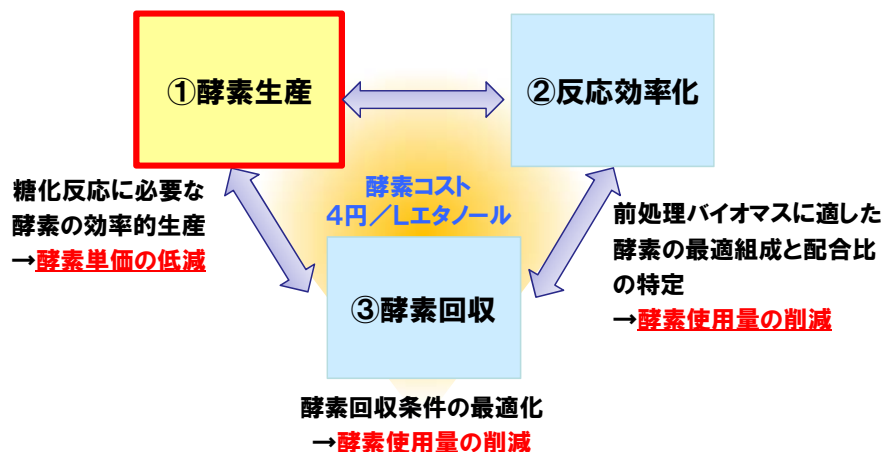 ①酵素生産
②反応効率化
酵素コスト
4円／Lエタノール
糖化反応に必要な
酵素の効率的生産
→酵素単価の低減
前処理バイオマスに適した
酵素の最適組成と配合比
の特定
→酵素使用量の削減
③酵素回収
酵素回収条件の最適化
→酵素使用量の削減